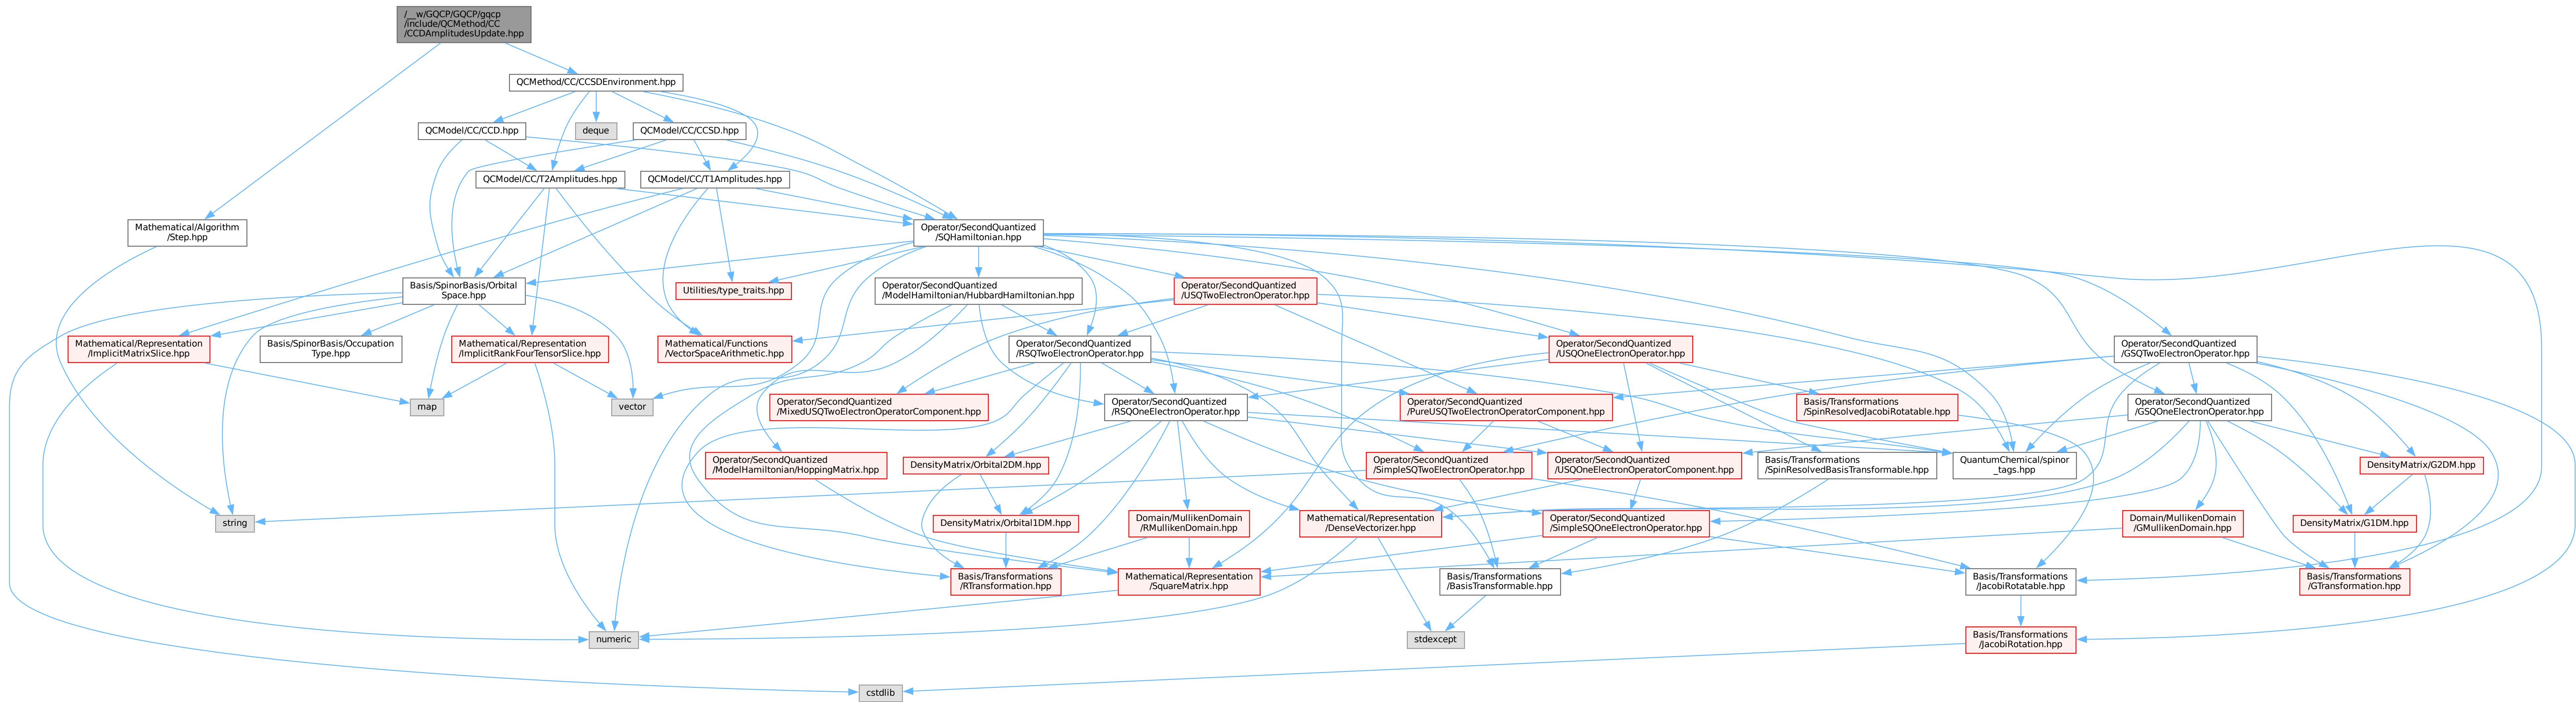 /__w/GQCP/GQCP/gqcp
/include/QCMethod/CC
/CCDAmplitudesUpdate.hpp
QCMethod/CC/CCSDEnvironment.hpp
QCModel/CC/CCD.hpp
deque
QCModel/CC/CCSD.hpp
QCModel/CC/T2Amplitudes.hpp
QCModel/CC/T1Amplitudes.hpp
Mathematical/Algorithm
/Step.hpp
Operator/SecondQuantized
/SQHamiltonian.hpp
Basis/SpinorBasis/Orbital
Space.hpp
Utilities/type_traits.hpp
Operator/SecondQuantized
/ModelHamiltonian/HubbardHamiltonian.hpp
Operator/SecondQuantized
/USQTwoElectronOperator.hpp
Mathematical/Representation
/ImplicitMatrixSlice.hpp
Basis/SpinorBasis/Occupation
Type.hpp
Mathematical/Representation
/ImplicitRankFourTensorSlice.hpp
Mathematical/Functions
/VectorSpaceArithmetic.hpp
Operator/SecondQuantized
/RSQTwoElectronOperator.hpp
Operator/SecondQuantized
/USQOneElectronOperator.hpp
Operator/SecondQuantized
/GSQTwoElectronOperator.hpp
map
vector
Operator/SecondQuantized
/MixedUSQTwoElectronOperatorComponent.hpp
Operator/SecondQuantized
/RSQOneElectronOperator.hpp
Operator/SecondQuantized
/PureUSQTwoElectronOperatorComponent.hpp
Basis/Transformations
/SpinResolvedJacobiRotatable.hpp
Operator/SecondQuantized
/GSQOneElectronOperator.hpp
Operator/SecondQuantized
/ModelHamiltonian/HoppingMatrix.hpp
DensityMatrix/Orbital2DM.hpp
Operator/SecondQuantized
/SimpleSQTwoElectronOperator.hpp
Operator/SecondQuantized
/USQOneElectronOperatorComponent.hpp
Basis/Transformations
/SpinResolvedBasisTransformable.hpp
QuantumChemical/spinor
_tags.hpp
DensityMatrix/G2DM.hpp
string
DensityMatrix/Orbital1DM.hpp
Domain/MullikenDomain
/RMullikenDomain.hpp
Mathematical/Representation
/DenseVectorizer.hpp
Operator/SecondQuantized
/SimpleSQOneElectronOperator.hpp
Domain/MullikenDomain
/GMullikenDomain.hpp
DensityMatrix/G1DM.hpp
Basis/Transformations
/RTransformation.hpp
Mathematical/Representation
/SquareMatrix.hpp
Basis/Transformations
/BasisTransformable.hpp
Basis/Transformations
/JacobiRotatable.hpp
Basis/Transformations
/GTransformation.hpp
numeric
stdexcept
Basis/Transformations
/JacobiRotation.hpp
cstdlib